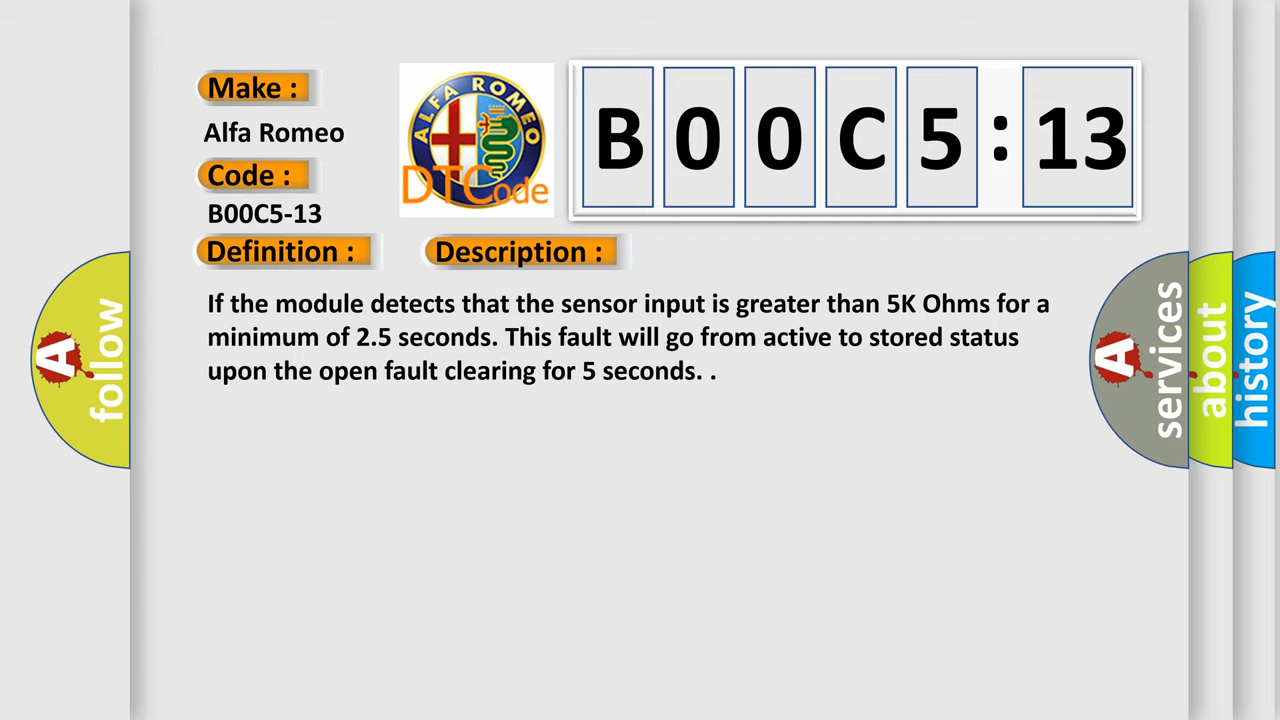 Make :
Alfa Romeo
Code :
B00C5-13
ALFA ROMEO
DTCode
B 0 0 C 5 : 13
Definition :
Description :
If the module detects that the sensor input is greater than 5K Ohms for a
minimum of 2.5 seconds. This fault will go from active to stored status
upon the open fault clearing for 5 seconds. .
A follow
A services
about
history